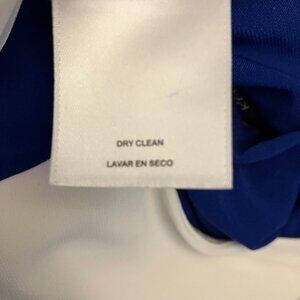 DRY CLEAN
LAVAR EN SECO